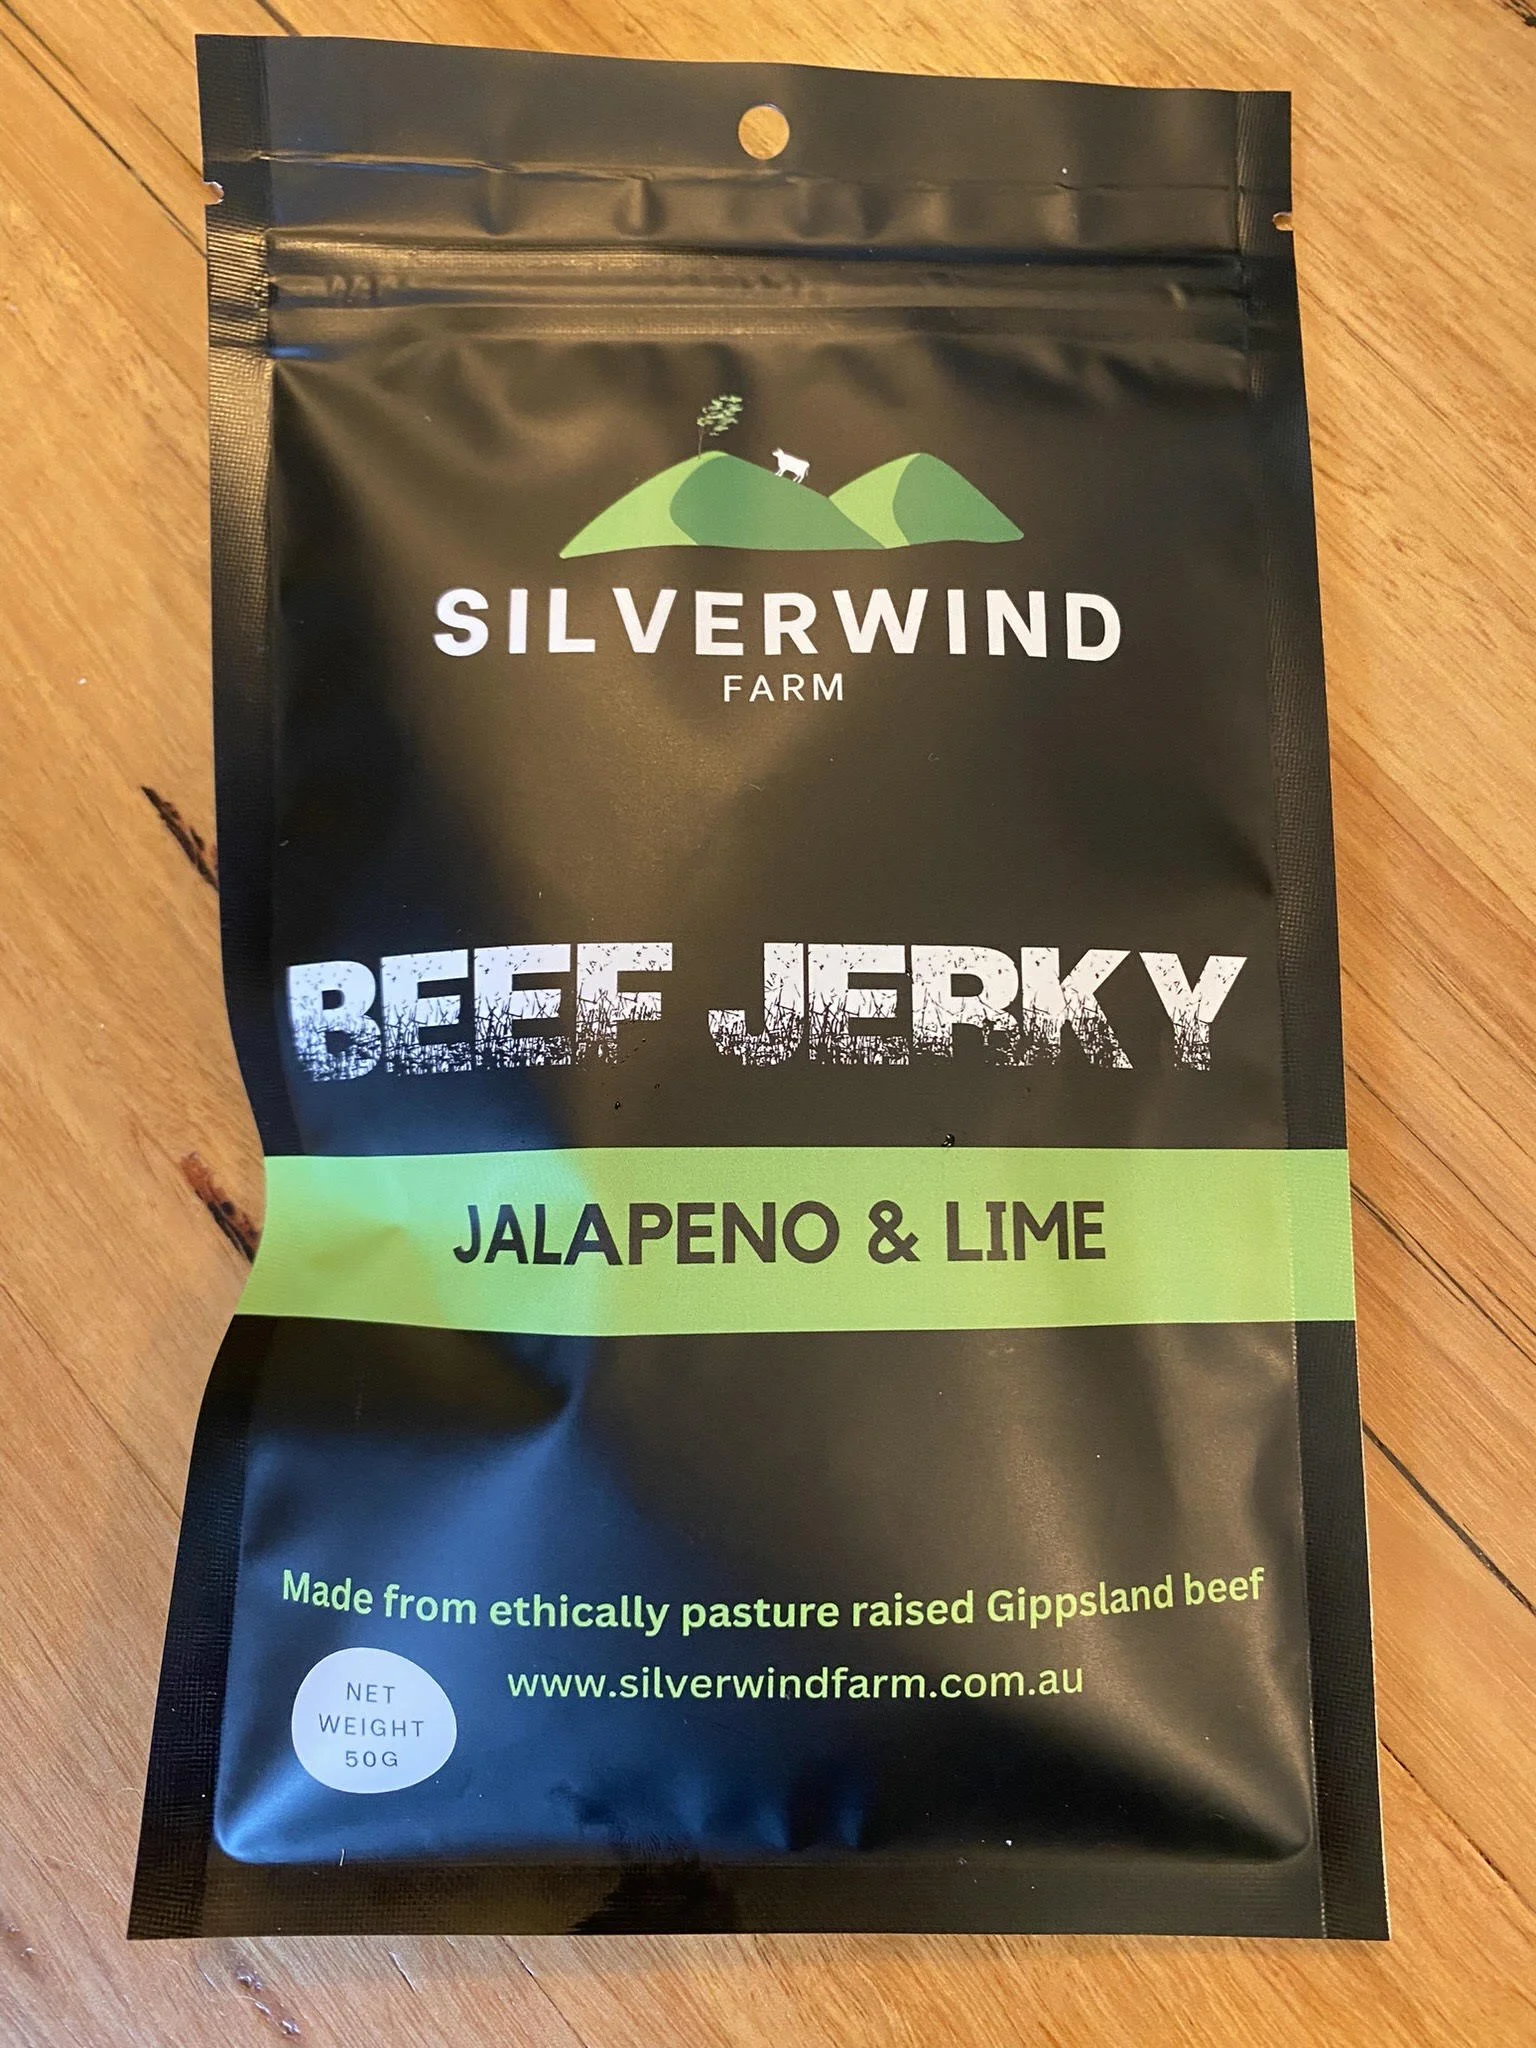 SILVERWIND
FARM
BEEF JERKY
JALAPENO & LIME
Made from ethically pasture raised Gippsland beef
www.silverwindfarm.com.au
NET
WEIGHT
50G